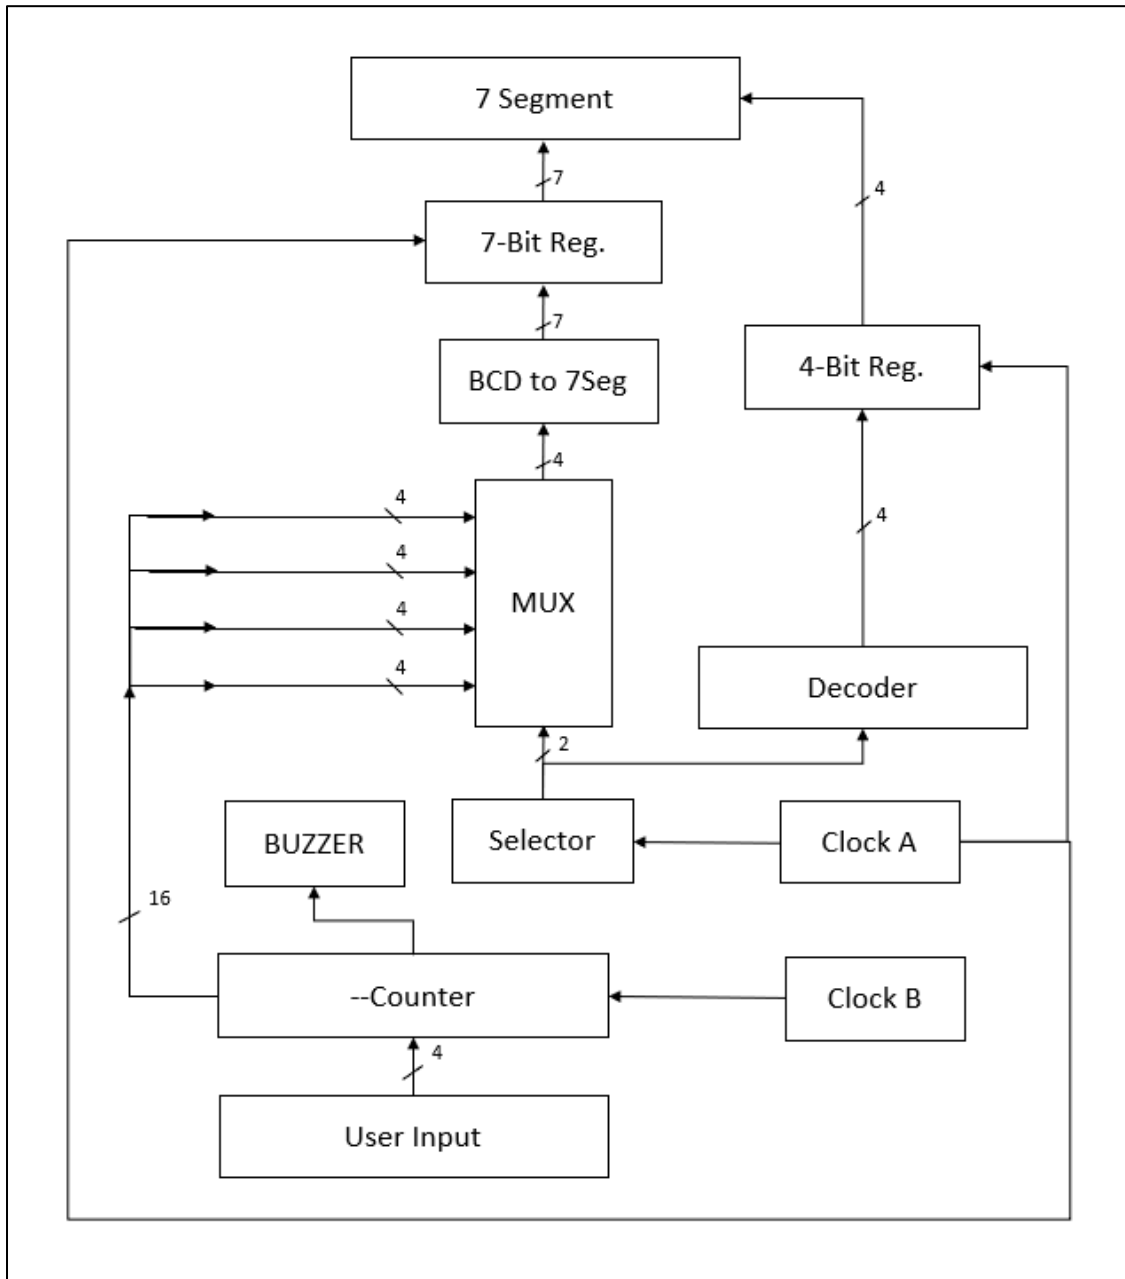 7 Segment
7
4
7-Bit Reg.
7
4-Bit Reg.
BCD to 7Seg
4
4
4
4
MUX
4
4
Decoder
2
BUZZER
Selector
Clock A
16
--Counter
Clock B
4
User Input